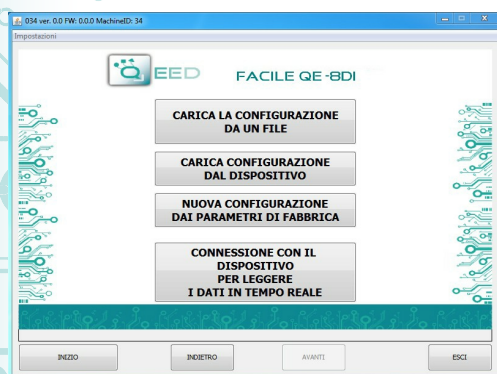 034 ver. 0.0 FW: 0.0.0 MachineID: 34
Impostazioni
QEED FACILE QE-8DI
CARICA LA CONFIGURAZIONE
DA UN FILE
CARICA CONFIGURAZIONE
DAL DISPOSITIVO
NUOVA CONFIGURAZIONE
DAI PARAMETRI DI FABBRICA
CONNESSIONE CON IL
DISPOSITIVO
PER LEGGERE
I DATI IN TEMPO REALE
INIZIO INDIETRO AVANTI ESCI